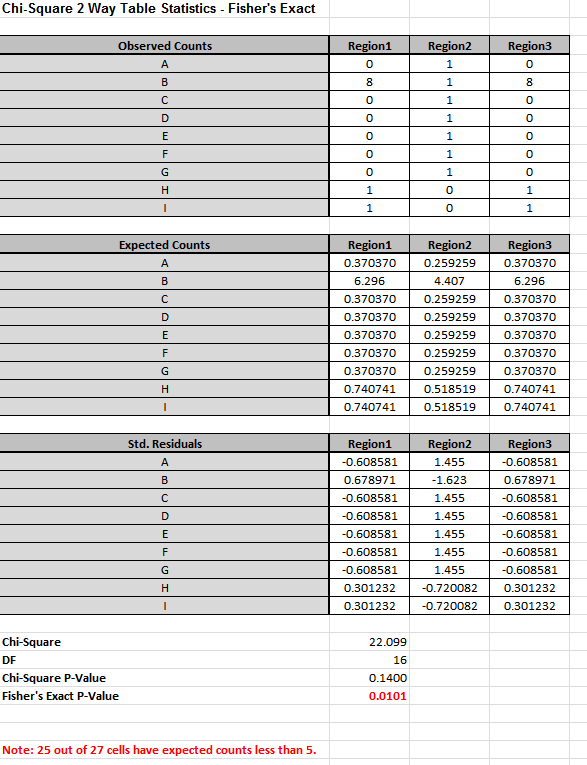 Chi-Square 2 Way Table Statistics - Fisher's Exact
Observed Counts Region1 Region2 Region3
A 0 1 0
B 8 1 8
C 0 1 0
D 0 1 0
E 0 1 0
F 0 1 0
G 0 1 0
H 1 0 1
I 1 0 1
Expected Counts Region1 Region2 Region3
A 0.370370 0.259259 0.370370
B 6.296 4.407 6.296
C 0.370370 0.259259 0.370370
D 0.370370 0.259259 0.370370
E 0.370370 0.259259 0.370370
F 0.370370 0.259259 0.370370
G 0.370370 0.259259 0.370370
H 0.740741 0.518519 0.740741
I 0.740741 0.518519 0.740741
Std. Residuals Region1 Region2 Region3
A -0.608581 1.455 -0.608581
B 0.678971 -1.623 0.678971
C -0.608581 1.455 -0.608581
D -0.608581 1.455 -0.608581
E -0.608581 1.455 -0.608581
F -0.608581 1.455 -0.608581
G -0.608581 1.455 -0.608581
H 0.301232 -0.720082 0.301232
I 0.301232 -0.720082 0.301232
Chi-Square 22.099
DF 16
Chi-Square P-Value 0.1400
Fisher's Exact P-Value 0.0101
Note: 25 out of 27 cells have expected counts less than 5.